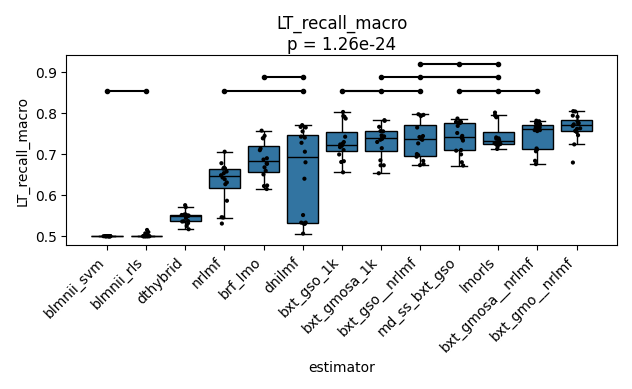 LT_recall_macro
p = 1.26e-24
LT_recall_macro
0.9
0.8
0.7
0.6
0.5
blmnii_svm
blmnii_rls
dthybrid
nrlmf
brf_lmo
dnilmf
bxt_gso_1k
bxt_gmosa_1k
bxt_gso__nrlmf
md_ss_bxt_gso
lmorls
bxt_gmosa__nrlmf
bxt_gmo__nrlmf
estimator